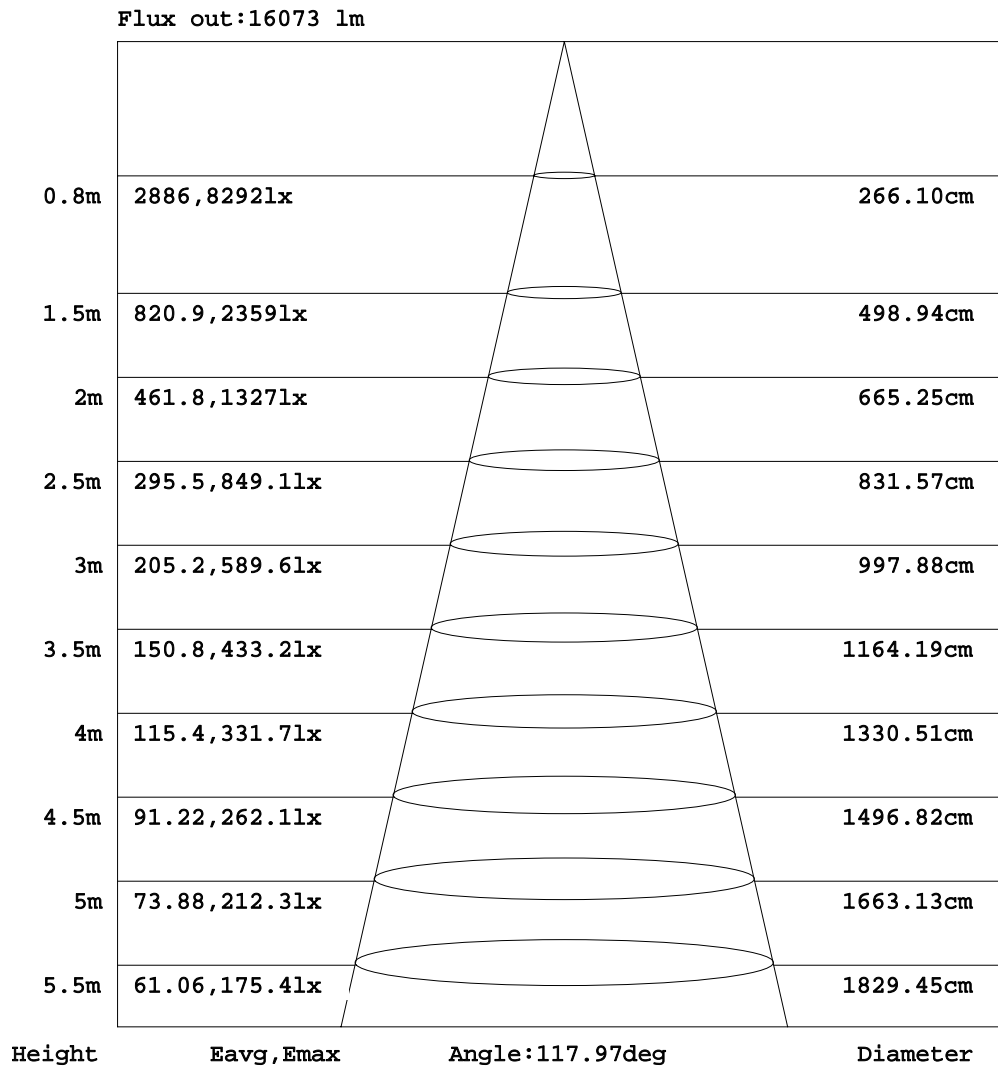 Flux out:16073 lm
0.8m 2886,8292lx 266.10cm
1.5m 820.9,2359lx 498.94cm
2m 461.8,1327lx 665.25cm
2.5m 295.5,849.1lx 831.57cm
3m 205.2,589.6lx 997.88cm
3.5m 150.8,433.2lx 1164.19cm
4m 115.4,331.7lx 1330.51cm
4.5m 91.22,262.1lx 1496.82cm
5m 73.88,212.3lx 1663.13cm
5.5m 61.06,175.4lx 1829.45cm
Height Eavg,Emax Angle:117.97deg Diameter